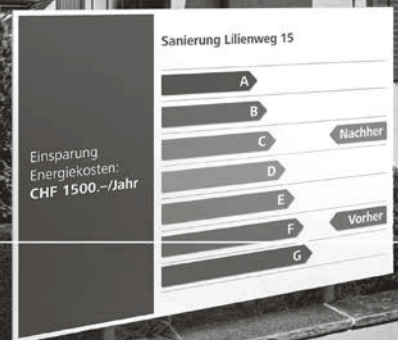 Sanierung Lilienweg 15
Einsparung
Energiekosten:
CHF 1500.–/Jahr
A
B
C
Nachher
D
E
F
Vorher
G